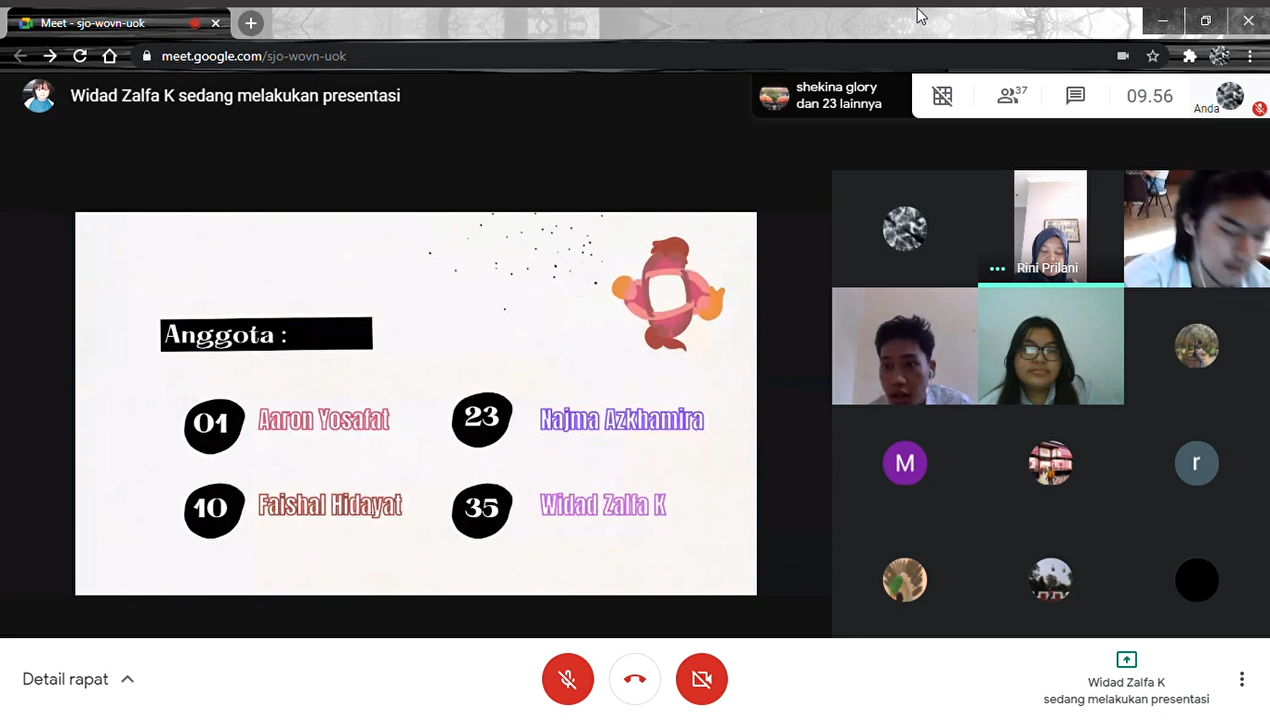 Meet - sjo-wovn-uok
meet.google.com/sjo-wovn-uok
Widad Zalfa K sedang melakukan presentasi
shekina glory
dan 23 lainnya
37
09.56
Anda
Rini Prilani
Anggota :
01 Aaron Yosafat
23 Najma Azkhamira
10 Faishal Hidayat
35 Widad Zalfa K
M
r
Detail rapat
Widad Zalfa K
sedang melakukan presentasi